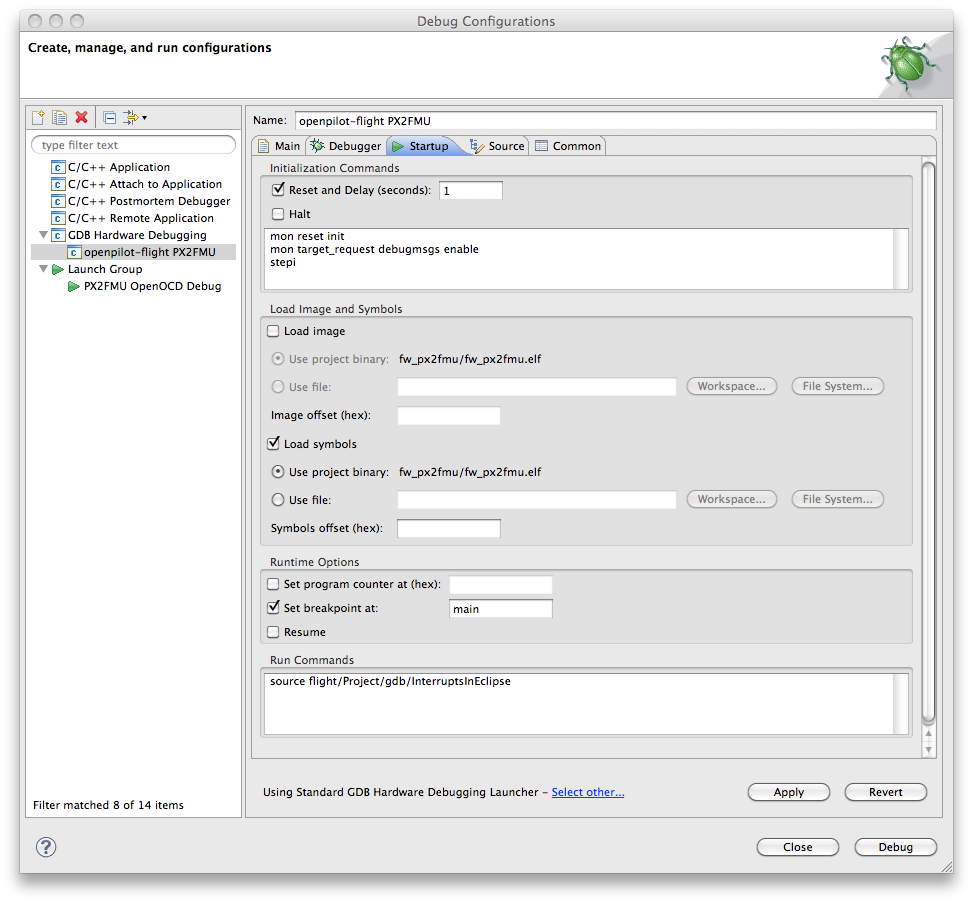 Debug Configurations
Create, manage, and run configurations
type filter text
C/C++ Application
C/C++ Attach to Application
C/C++ Postmortem Debugger
C/C++ Remote Application
GDB Hardware Debugging
openpilot-flight PX2FMU
Launch Group
PX2FMU OpenOCD Debug
Filter matched 8 of 14 items
Name: openpilot-flight PX2FMU
Main Debugger Startup Source Common
Initialization Commands
Reset and Delay (seconds): 1
Halt
mon reset init
mon target_request debugmsgs enable
stepi
Load Image and Symbols
Load image
Use project binary: fw_px2fmu/fw_px2fmu.elf
Use file: Workspace... File System...
Image offset (hex):
Load symbols
Use project binary: fw_px2fmu/fw_px2fmu.elf
Use file: Workspace... File System...
Symbols offset (hex):
Runtime Options
Set program counter at (hex):
Set breakpoint at: main
Resume
Run Commands
source flight/Project/gdb/InterruptsInEclipse
Using Standard GDB Hardware Debugging Launcher - Select other...
Apply Revert
? Close Debug